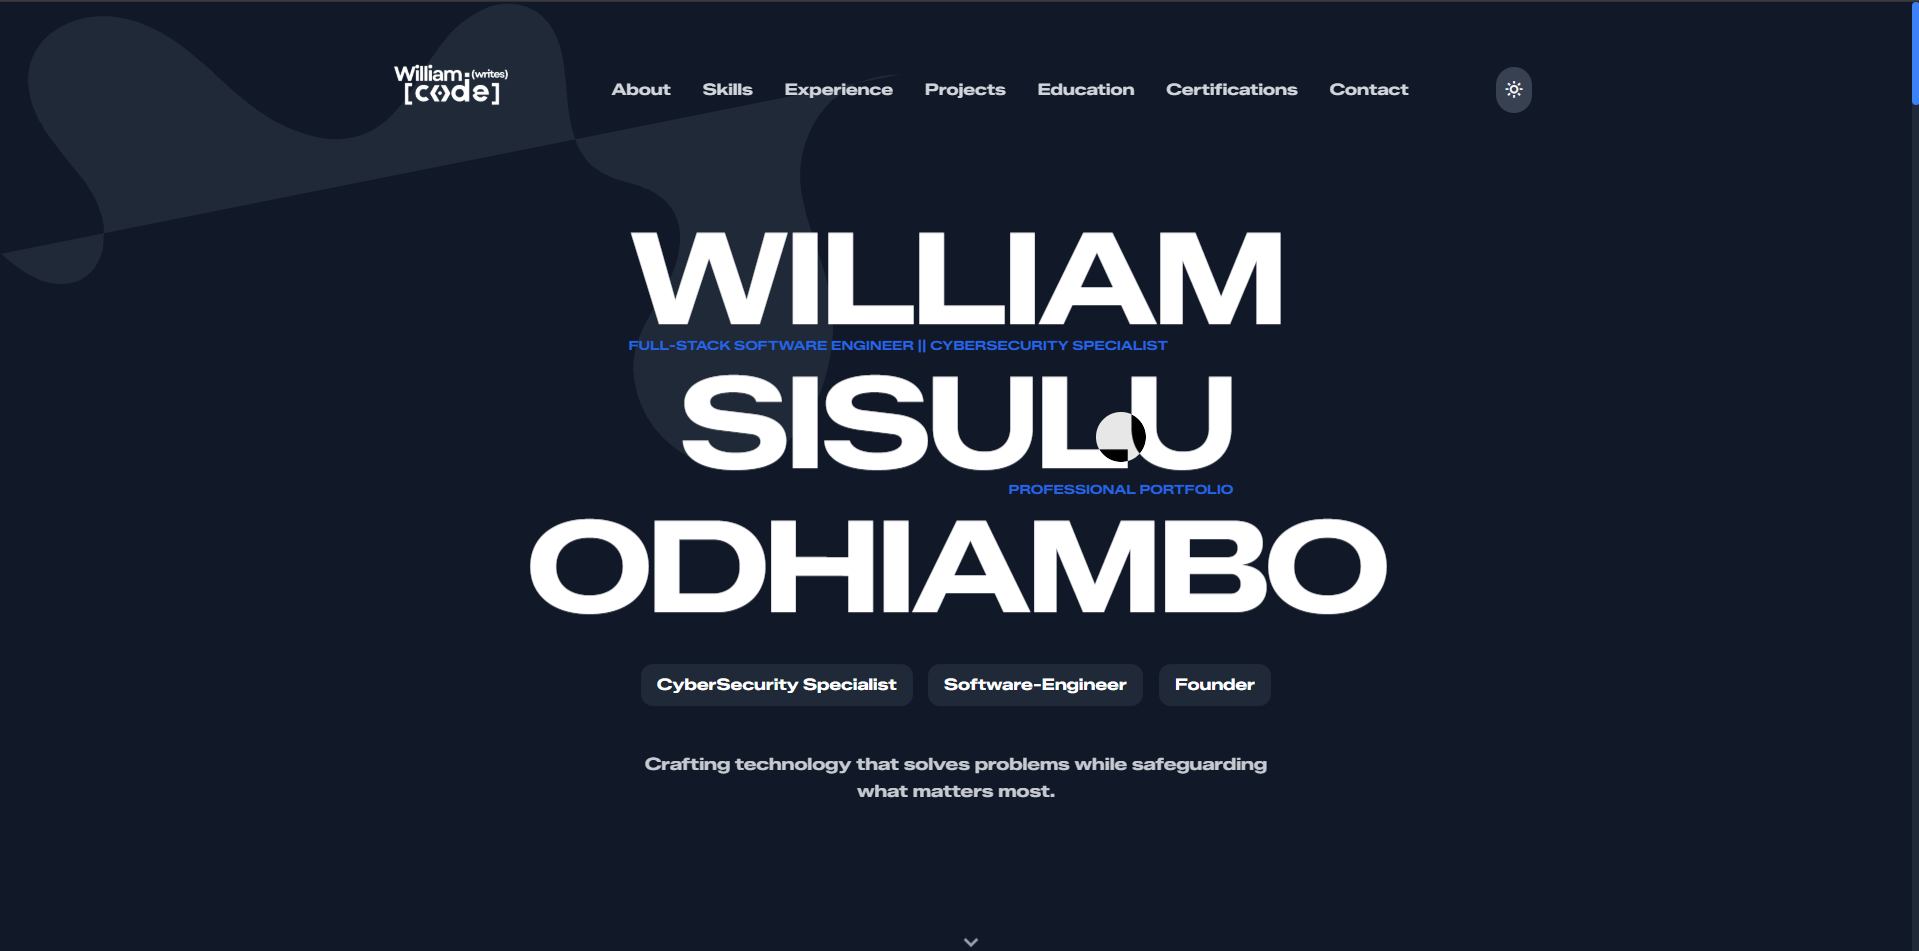 William (writes)
[code]
About Skills Experience Projects Education Certifications Contact
WILLIAM
FULL-STACK SOFTWARE ENGINEER || CYBERSECURITY SPECIALIST
SISULU
PROFESSIONAL PORTFOLIO
ODHIAMBO
CyberSecurity Specialist Software-Engineer Founder
Crafting technology that solves problems while safeguarding
what matters most.